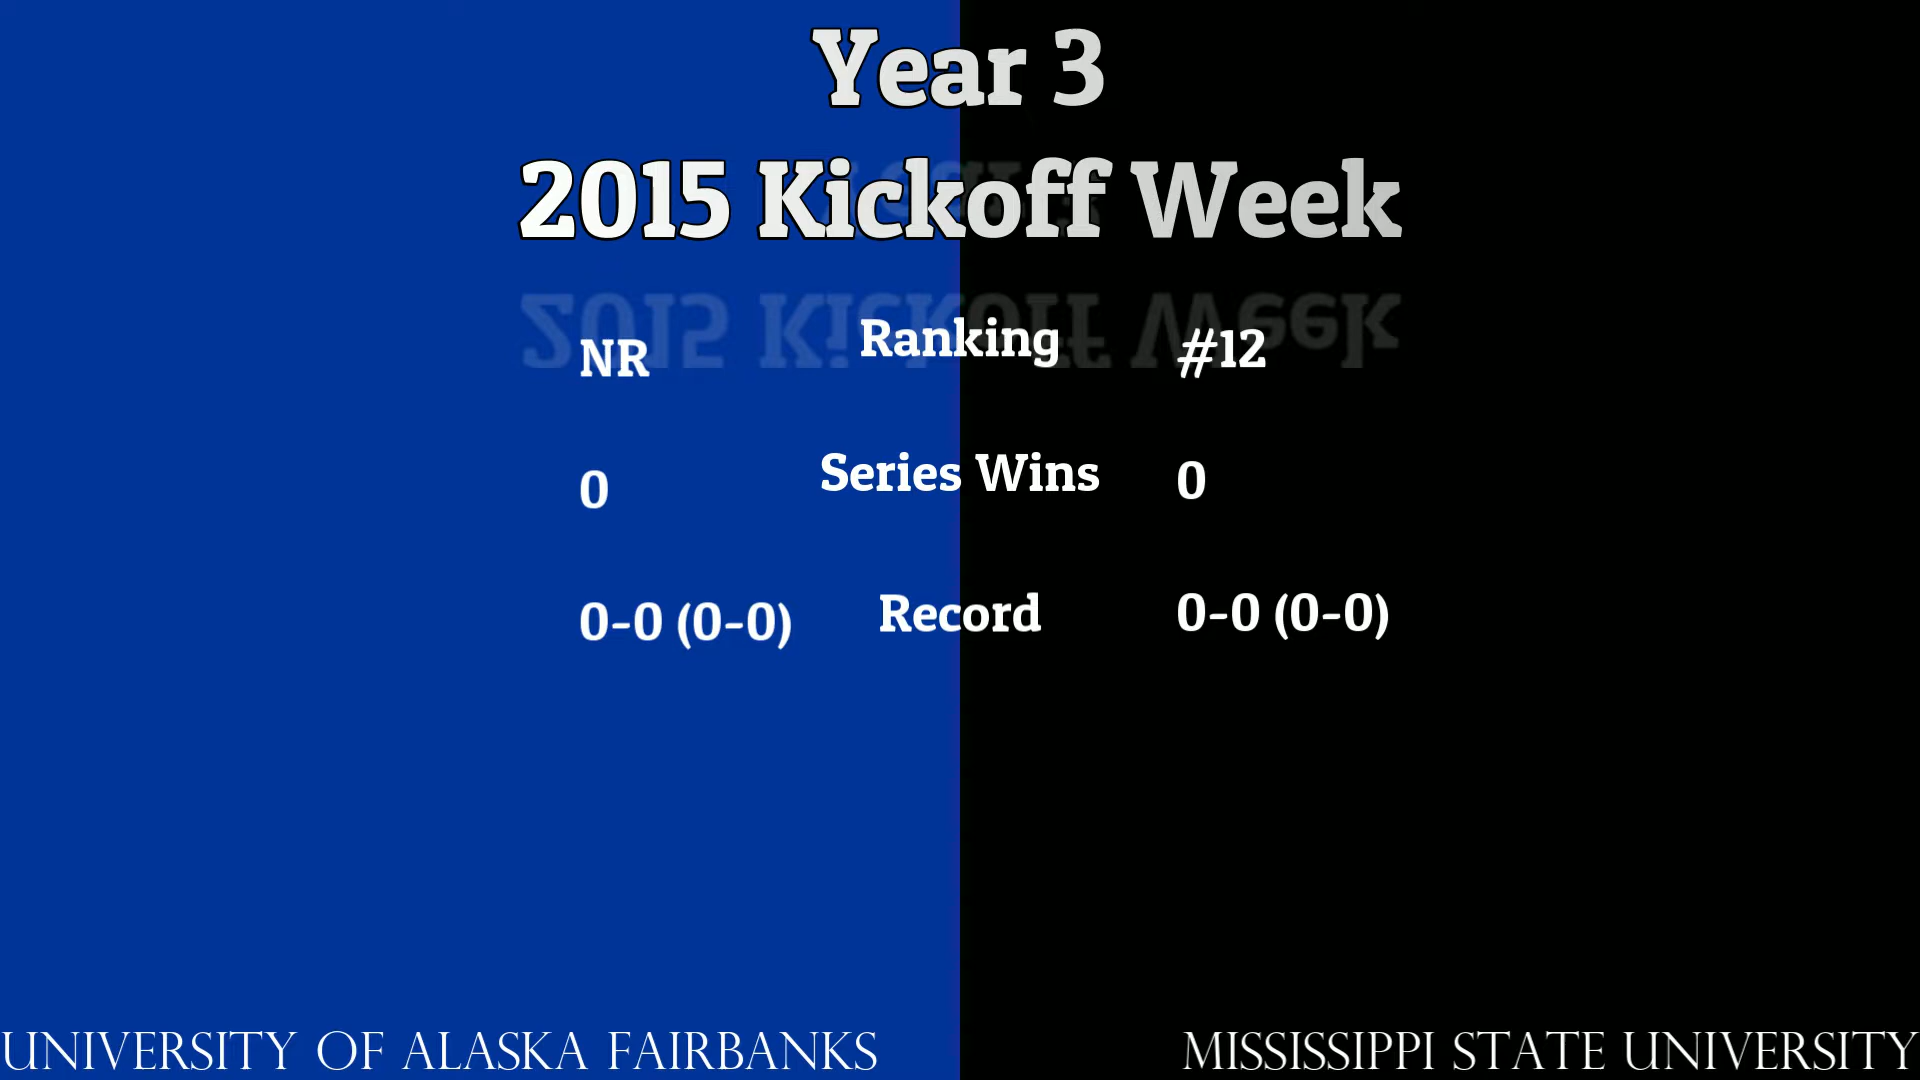 Year 3
2015 Kickoff Week
NR Ranking #12
0 Series Wins 0
0-0 (0-0) Record 0-0 (0-0)
UNIVERSITY OF ALASKA FAIRBANKS MISSISSIPPI STATE UNIVERSITY